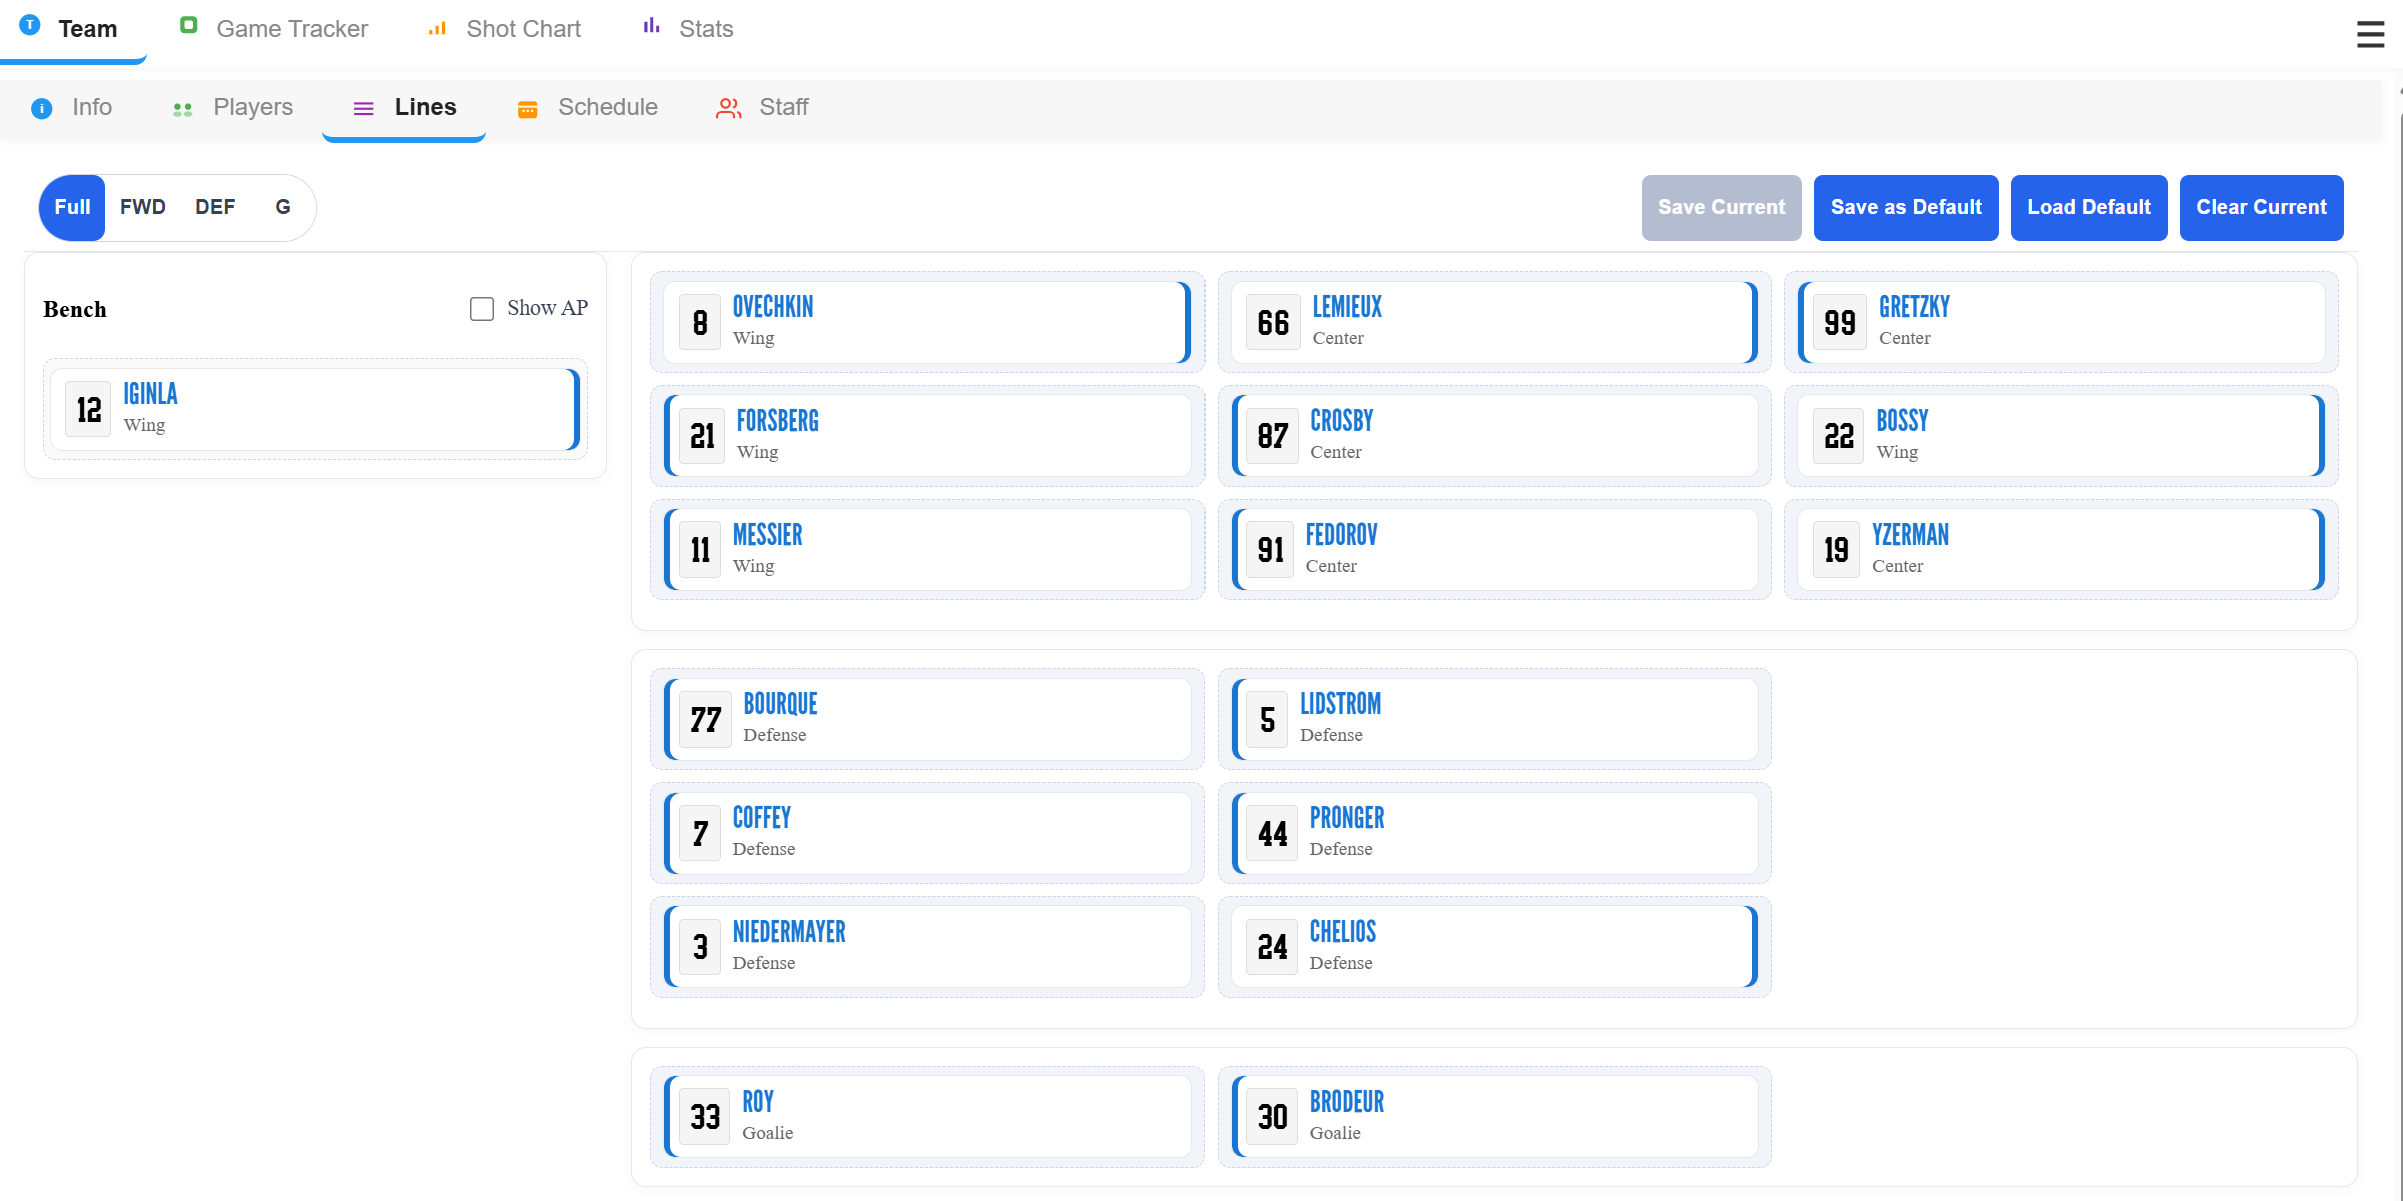 T Team Game Tracker Shot Chart Stats
i Info Players Lines Schedule Staff
Full FWD DEF G Save Current Save as Default Load Default Clear Current
Bench Show AP
12 IGINLA
Wing
8 OVECHKIN
Wing
66 LEMIEUX
Center
99 GRETZKY
Center
21 FORSBERG
Wing
87 CROSBY
Center
22 BOSSY
Wing
11 MESSIER
Wing
91 FEDOROV
Center
19 YZERMAN
Center
77 BOURQUE
Defense
5 LIDSTROM
Defense
7 COFFEY
Defense
44 PRONGER
Defense
3 NIEDERMAYER
Defense
24 CHELIOS
Defense
33 ROY
Goalie
30 BRODEUR
Goalie